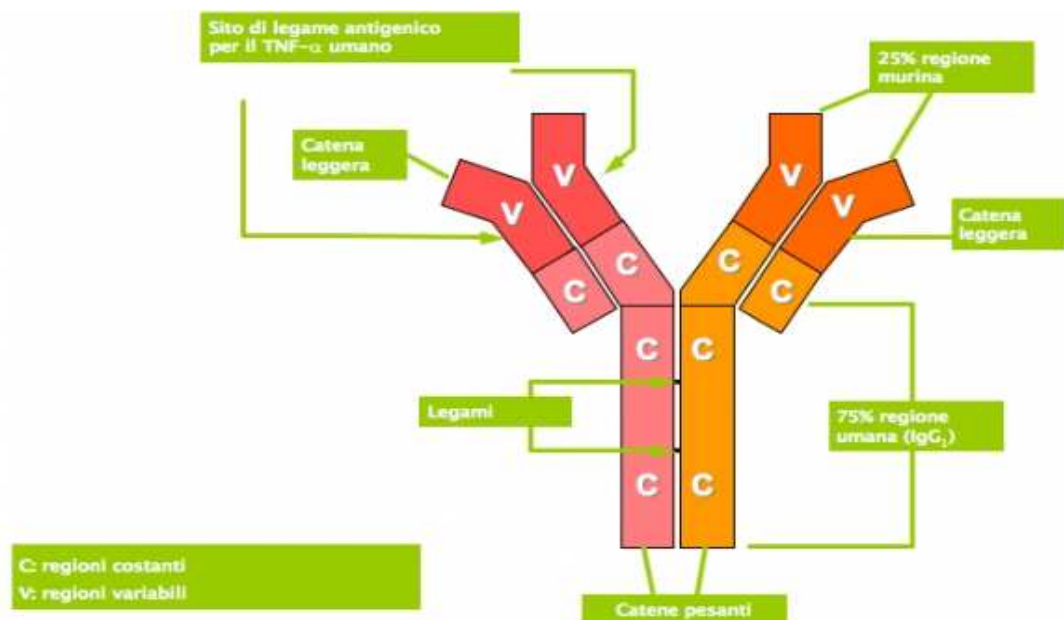 Sito di legame antigenico
per il TNF-α umano
25% regione
murina
Catena
leggera
V
V
V
V
Catena
leggera
C
C
C
C
C
C
Legami
75% regione
umana (IgG₁)
C
C
C: regioni costanti
V: regioni variabili
Catene pesanti